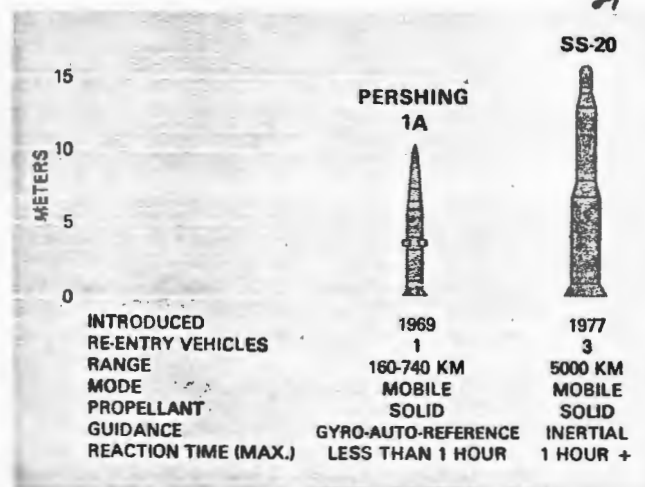 SS-20
PERSHING
1A
15
10
5
0
METERS
INTRODUCED 1969 1977
RE-ENTRY VEHICLES 1 3
RANGE 160-740 KM 5000 KM
MODE MOBILE MOBILE
PROPELLANT SOLID SOLID
GUIDANCE GYRO-AUTO-REFERENCE INERTIAL
REACTION TIME (MAX.) LESS THAN 1 HOUR 1 HOUR +